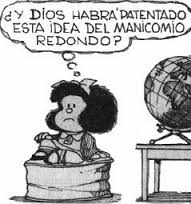 ¿Y DIOS HABRÁ PATENTADO
ESTA IDEA DEL MANICOMIO
REDONDO?